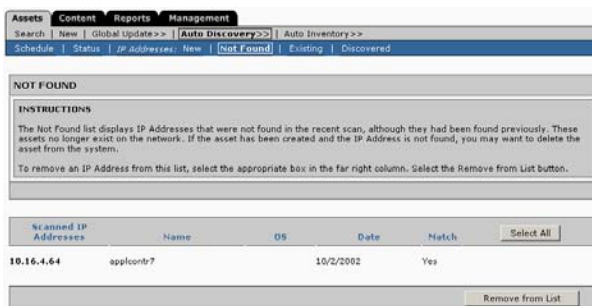 Assets Content Reports Management
Search | New | Global Update>> | Auto Discovery>> | Auto Inventory>>
Schedule | Status | IP Addresses: New | Not Found | Existing | Discovered
NOT FOUND
INSTRUCTIONS
The Not Found list displays IP Addresses that were not found in the recent scan, although they had been found previously. These
assets no longer exist on the network. If the asset has been created and the IP Address is not found, you may want to delete the
asset from the system.
To remove an IP Address from this list, select the appropriate box in the far right column. Select the Remove from List button.
Scanned IP
Addresses Name OS Date Match Select All
10.16.4.64 applcontr7 10/2/2002 Yes
Remove from List